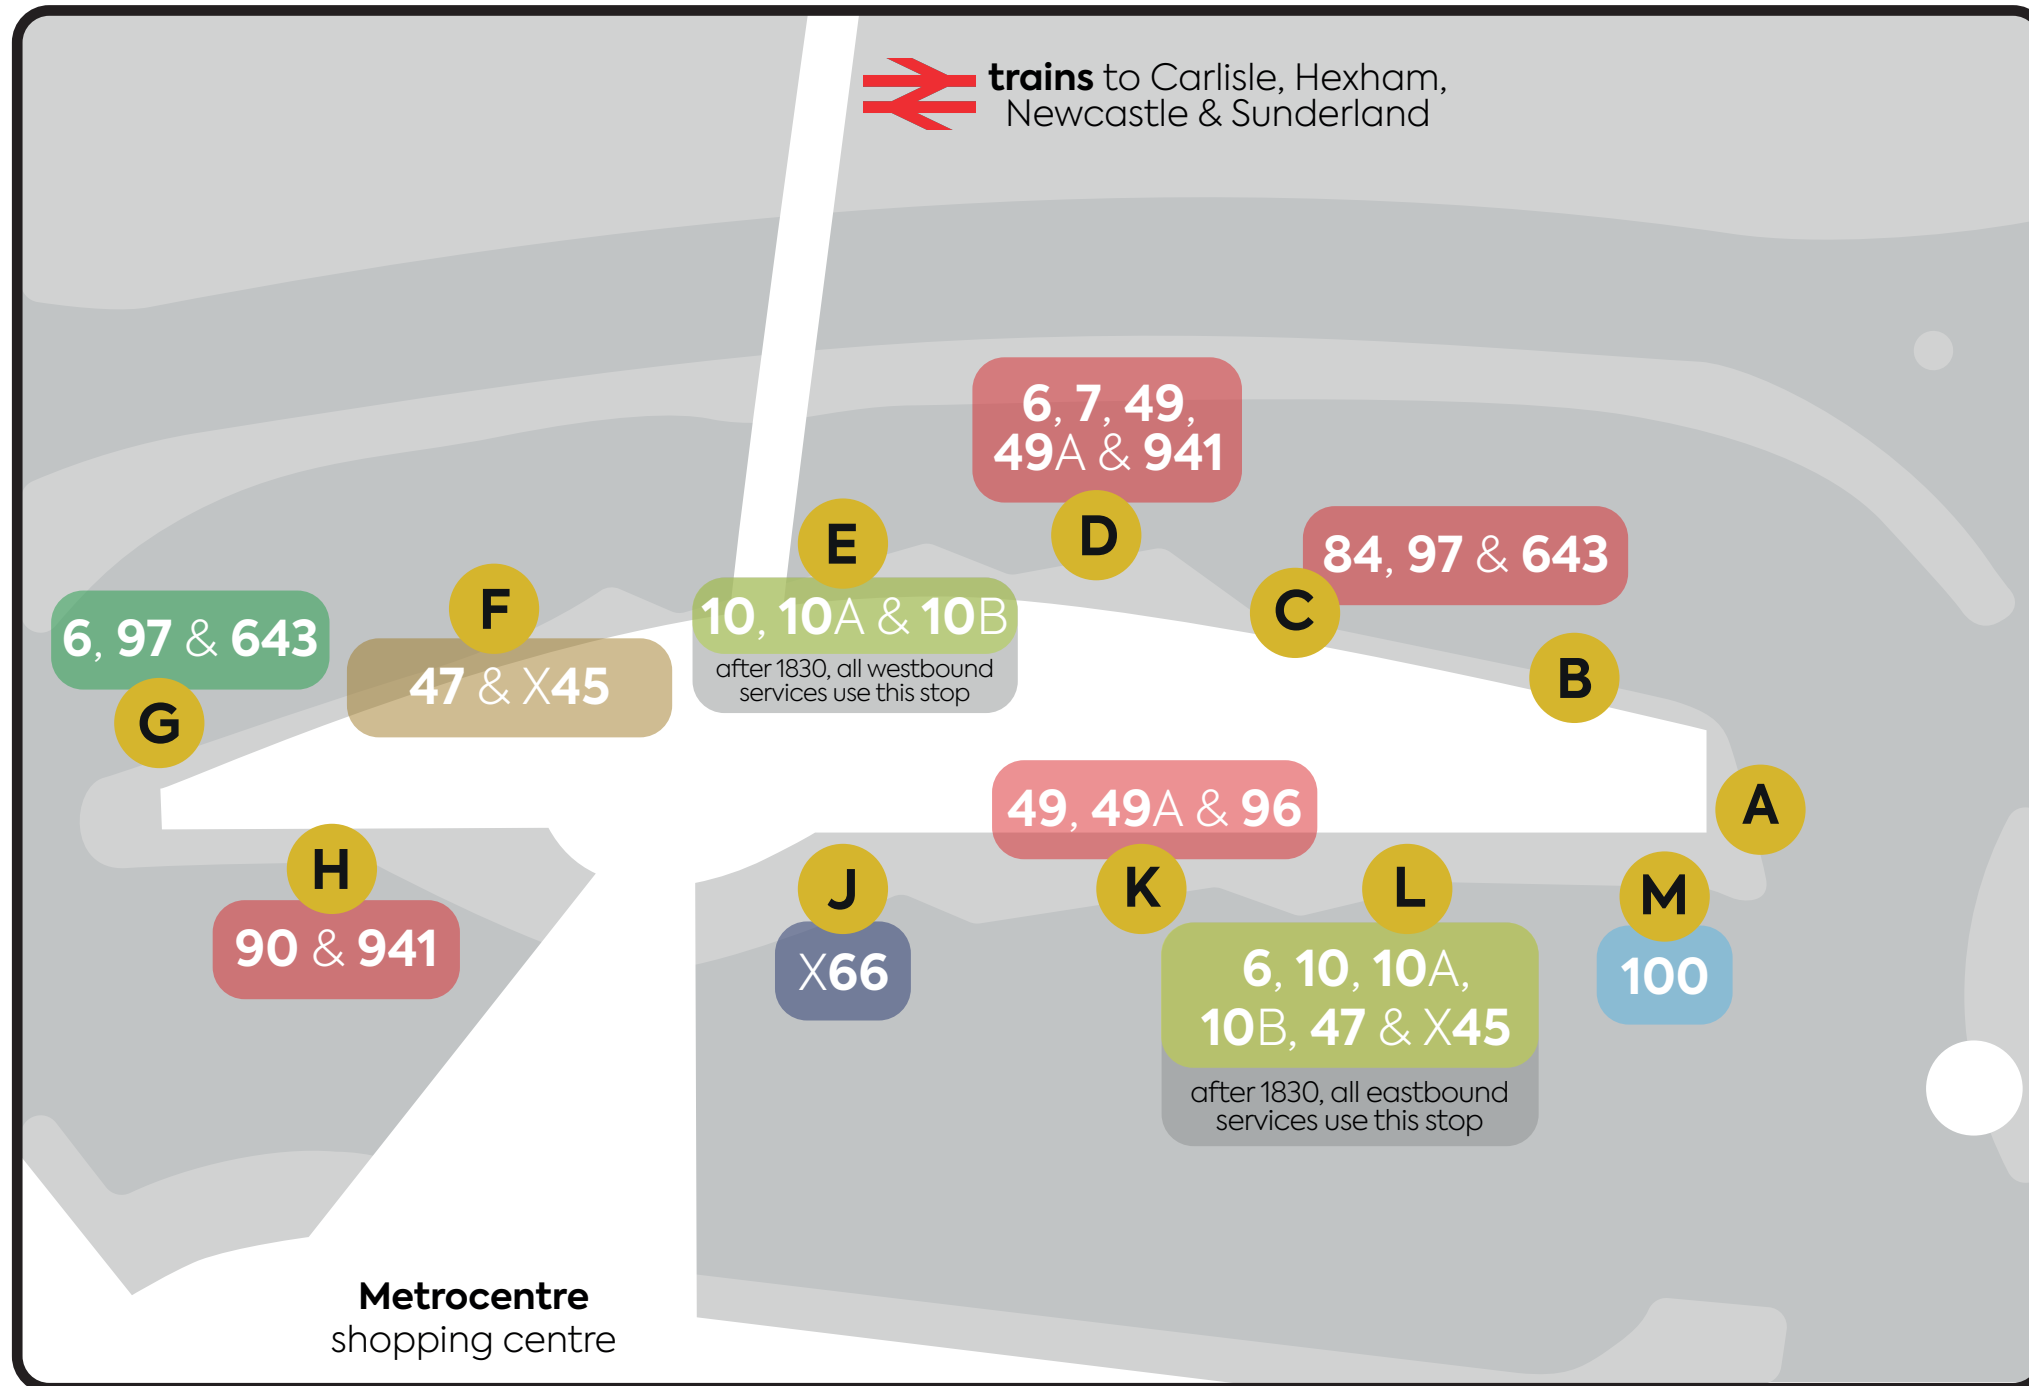 trains to Carlisle, Hexham,
Newcastle & Sunderland
6, 7, 49,
49A & 941
D
E
10, 10A & 10B
after 1830, all westbound
services use this stop
84, 97 & 643
C
B
A
F
47 & X45
6, 97 & 643
G
H
90 & 941
J
X66
49, 49A & 96
K
L
6, 10, 10A,
10B, 47 & X45
after 1830, all eastbound
services use this stop
M
100
Metrocentre
shopping centre